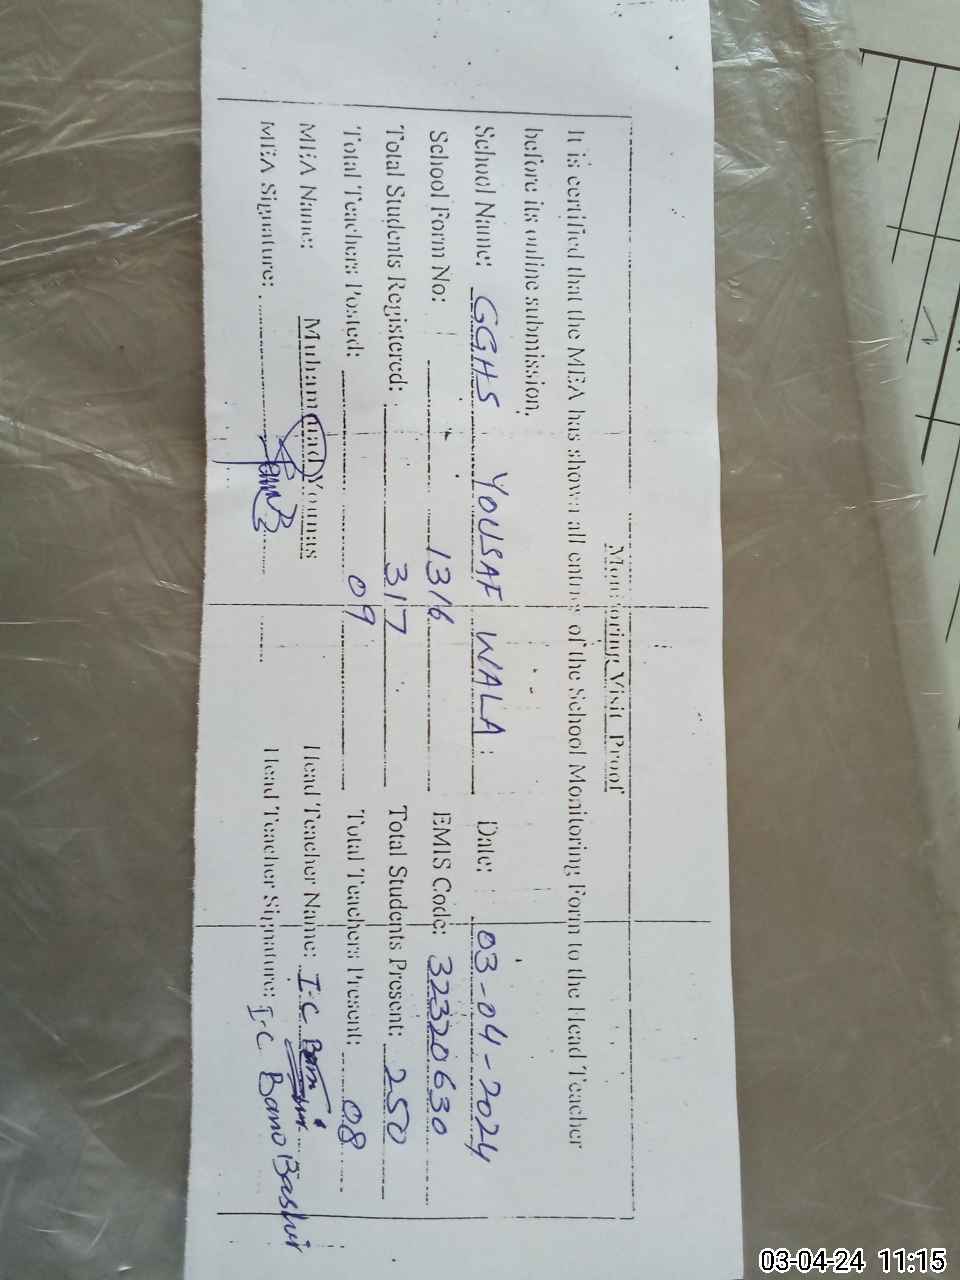 Monitoring Visit Proof
It is certified that the MEA has shown all entries of the School Monitoring Form to the Head Teacher
before its online submission.
School Name: GGHS YOUSAF WALA Date: 03-04-2024
School Form No: 1316 EMIS Code: 32320630
Total Students Registered: 317 Total Students Present: 250
Total Teachers Posted: 09 Total Teachers Present: 08
MEA Name: Muhammad Younas Head Teacher Name: I-C
MEA Signature: Head Teacher Signature: I-C Bano Bashir
03-04-24 11:15